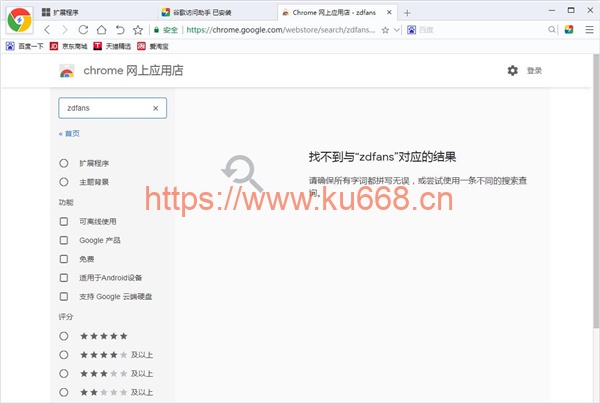 扩展程序
谷歌访问助手 已安装
Chrome 网上应用店 - zdfans
安全
https://chrome.google.com/webstore/search/zdfans...
百度
百度一下
京东商城
天猫精选
爱淘宝
chrome 网上应用店
登录
zdfans
« 首页
扩展程序
主题背景
功能
可离线使用
Google 产品
免费
适用于Android设备
支持 Google 云端硬盘
评分
及以上
及以上
及以上
找不到与“zdfans”对应的结果
请确保所有字词都拼写无误，或尝试使用一条不同的搜索查
询。
https://www.ku668.cn